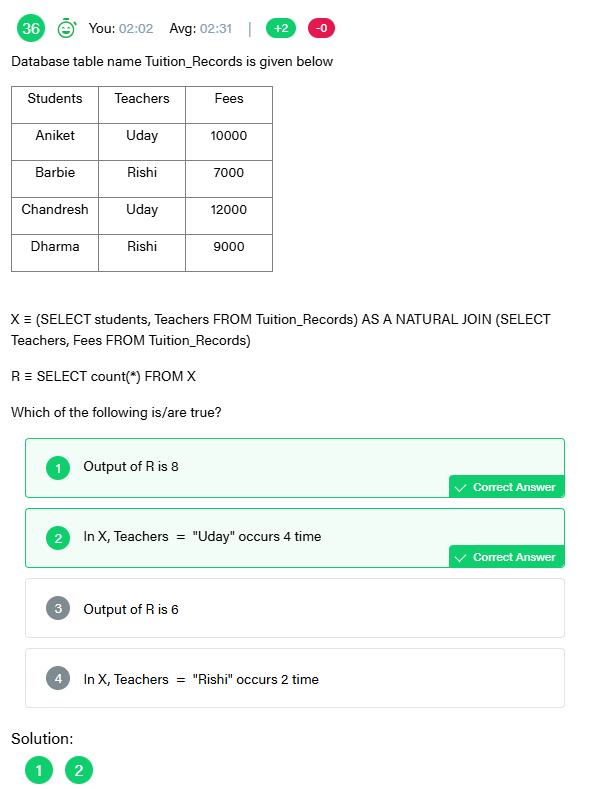 36 You: 02:02 Avg: 02:31 | +2 -0
Database table name Tuition_Records is given below
Students Teachers Fees
Aniket Uday 10000
Barbie Rishi 7000
Chandresh Uday 12000
Dharma Rishi 9000
X ≡ (SELECT students, Teachers FROM Tuition_Records) AS A NATURAL JOIN (SELECT
Teachers, Fees FROM Tuition_Records)
R ≡ SELECT count(*) FROM X
Which of the following is/are true?
1 Output of R is 8
Correct Answer
2 In X, Teachers = "Uday" occurs 4 time
Correct Answer
3 Output of R is 6
4 In X, Teachers = "Rishi" occurs 2 time
Solution:
1 2